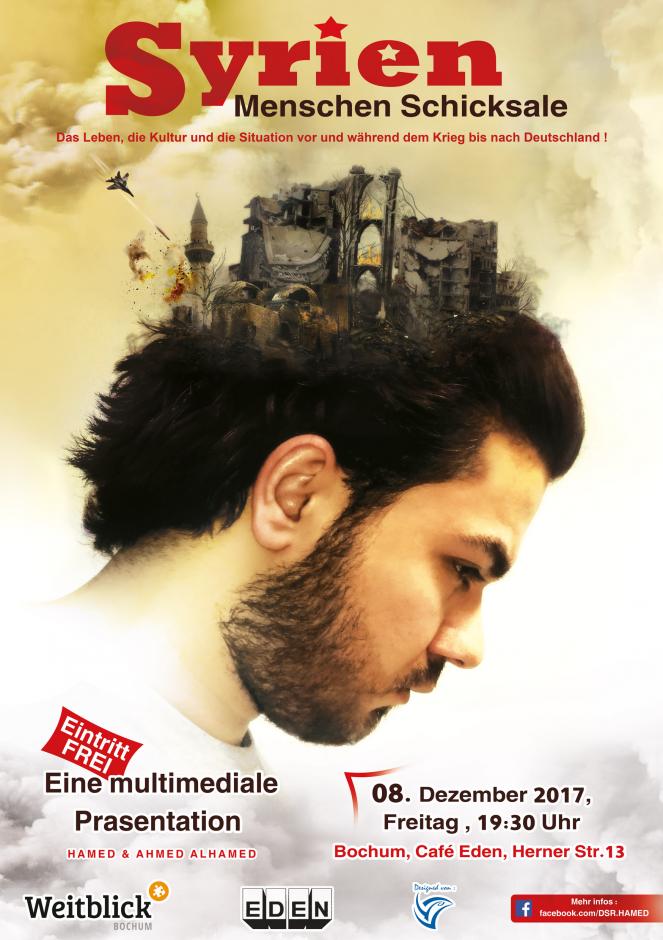 Syrien
Menschen Schicksale
Das Leben, die Kultur und die Situation vor und während dem Krieg bis nach Deutschland !
Eintritt
FREI
Eine multimediale
Prasentation
HAMED & AHMED ALHAMED
08. Dezember 2017,
Freitag , 19:30 Uhr
Bochum, Café Eden, Herner Str.13
Weitblick
BOCHUM
EDEN
Designed von :
Mehr infos :
facebook.com/DSR.HAMED